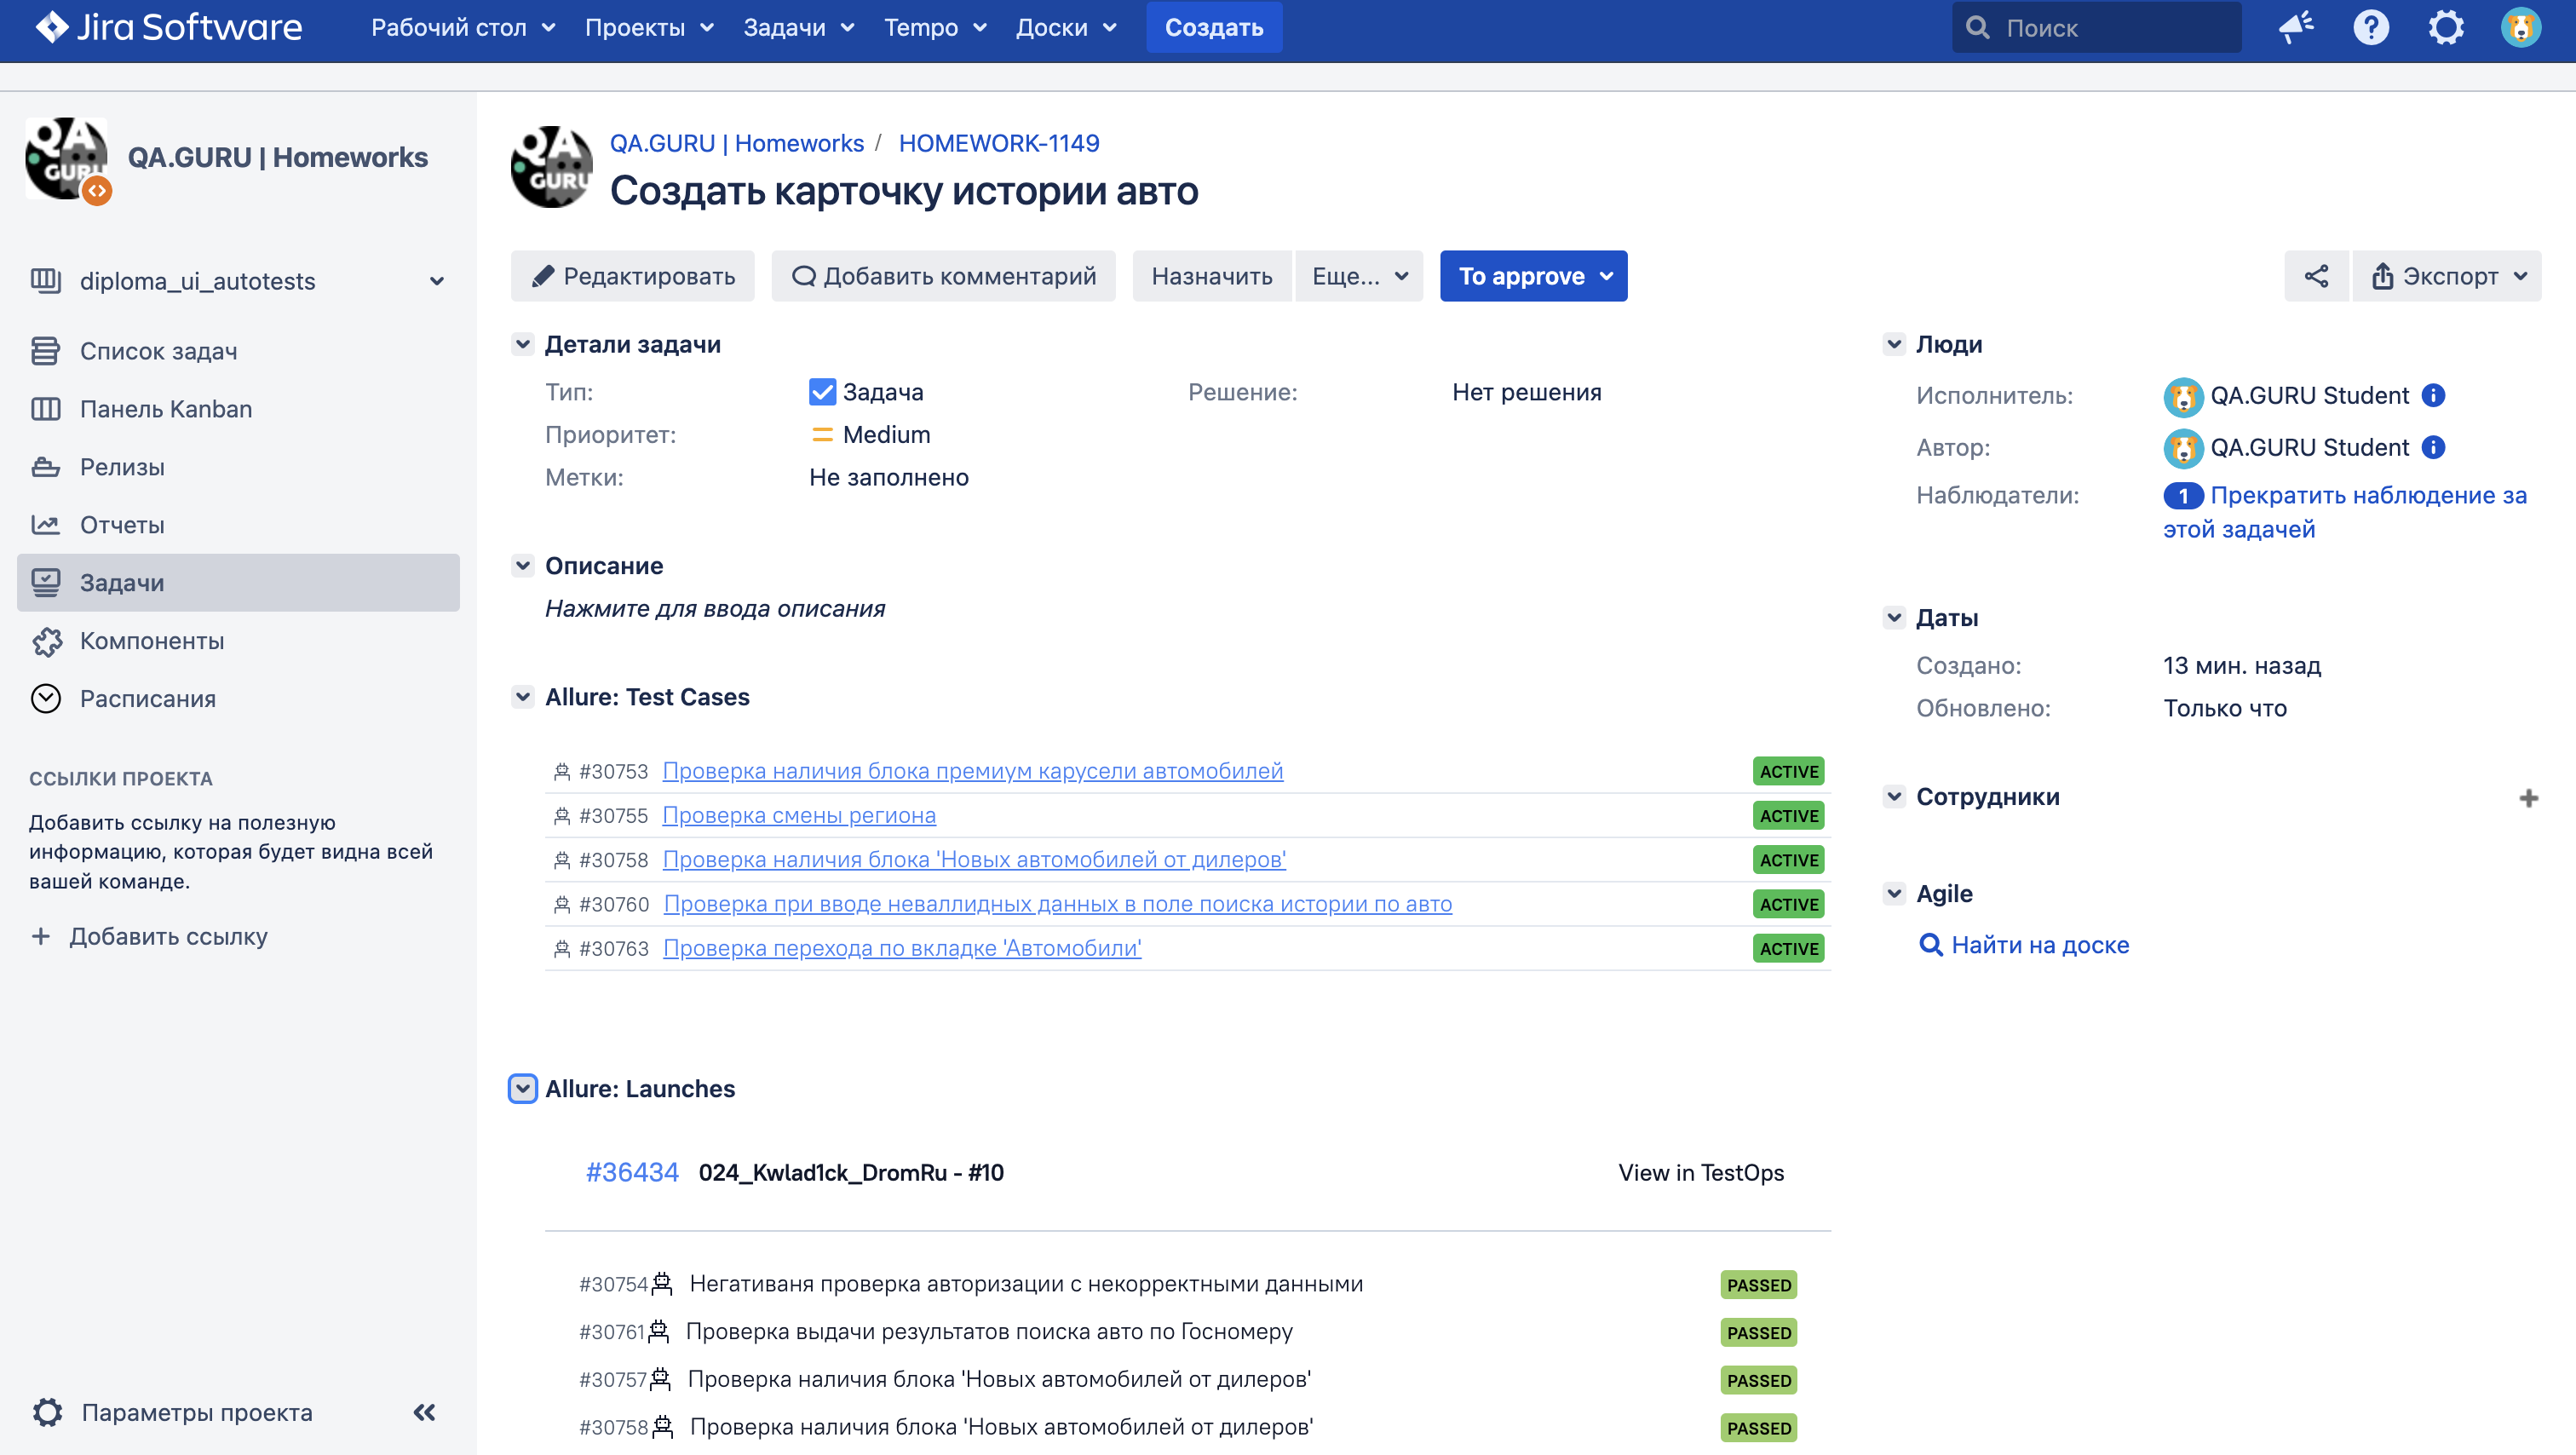 Jira Software
Рабочий стол
Проекты
Задачи
Tempo
Доски
Создать
Поиск
QA GURU
QA.GURU | Homeworks
diploma_ui_autotests
Список задач
Панель Kanban
Релизы
Отчеты
Задачи
Компоненты
Расписания
ССЫЛКИ ПРОЕКТА
Добавить ссылку на полезную
информацию, которая будет видна всей
вашей команде.
+ Добавить ссылку
Параметры проекта
QA GURU
QA.GURU | Homeworks / HOMEWORK-1149
Создать карточку истории авто
Редактировать
Добавить комментарий
Назначить
Еще...
To approve
Экспорт
Детали задачи
Тип: Задача
Решение: Нет решения
Приоритет: Medium
Метки: Не заполнено
Описание
Нажмите для ввода описания
Allure: Test Cases
#30753 Проверка наличия блока премиум карусели автомобилей ACTIVE
#30755 Проверка смены региона ACTIVE
#30758 Проверка наличия блока 'Новых автомобилей от дилеров' ACTIVE
#30760 Проверка при вводе неваллидных данных в поле поиска истории по авто ACTIVE
#30763 Проверка перехода по вкладке 'Автомобили' ACTIVE
Allure: Launches
#36434 024_Kwlad1ck_DromRu - #10 View in TestOps
#30754 Негативаня проверка авторизации с некорректными данными PASSED
#30761 Проверка выдачи результатов поиска авто по Госномеру PASSED
#30757 Проверка наличия блока 'Новых автомобилей от дилеров' PASSED
#30758 Проверка наличия блока 'Новых автомобилей от дилеров' PASSED
Люди
Исполнитель: QA.GURU Student
Автор: QA.GURU Student
Наблюдатели: 1 Прекратить наблюдение за
этой задачей
Даты
Создано: 13 мин. назад
Обновлено: Только что
Сотрудники
Agile
Найти на доске